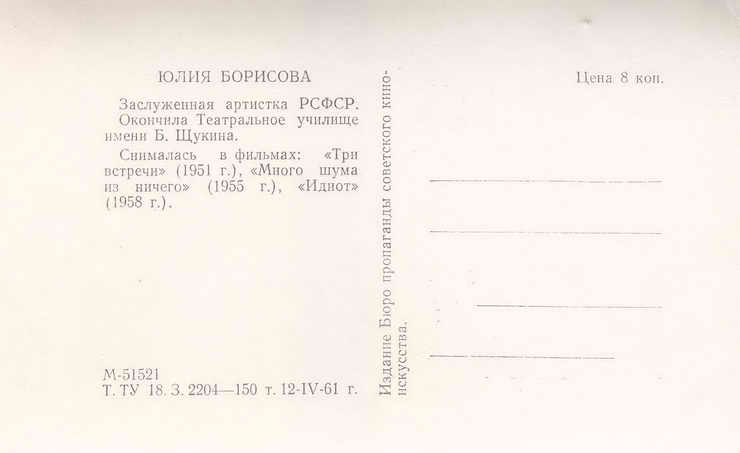 ЮЛИЯ БОРИСОВА
Заслуженная артистка РСФСР.
Окончила Театральное училище
имени Б. Щукина.
Снималась в фильмах: «Три
встречи» (1951 г.), «Много шума
из ничего» (1955 г.), «Идиот»
(1958 г.).
М-51521
Т. ТУ 18. З. 2204—150 т. 12-IV-61 г.
Издание Бюро пропаганды советского кино-
искусства.
Цена 8 коп.